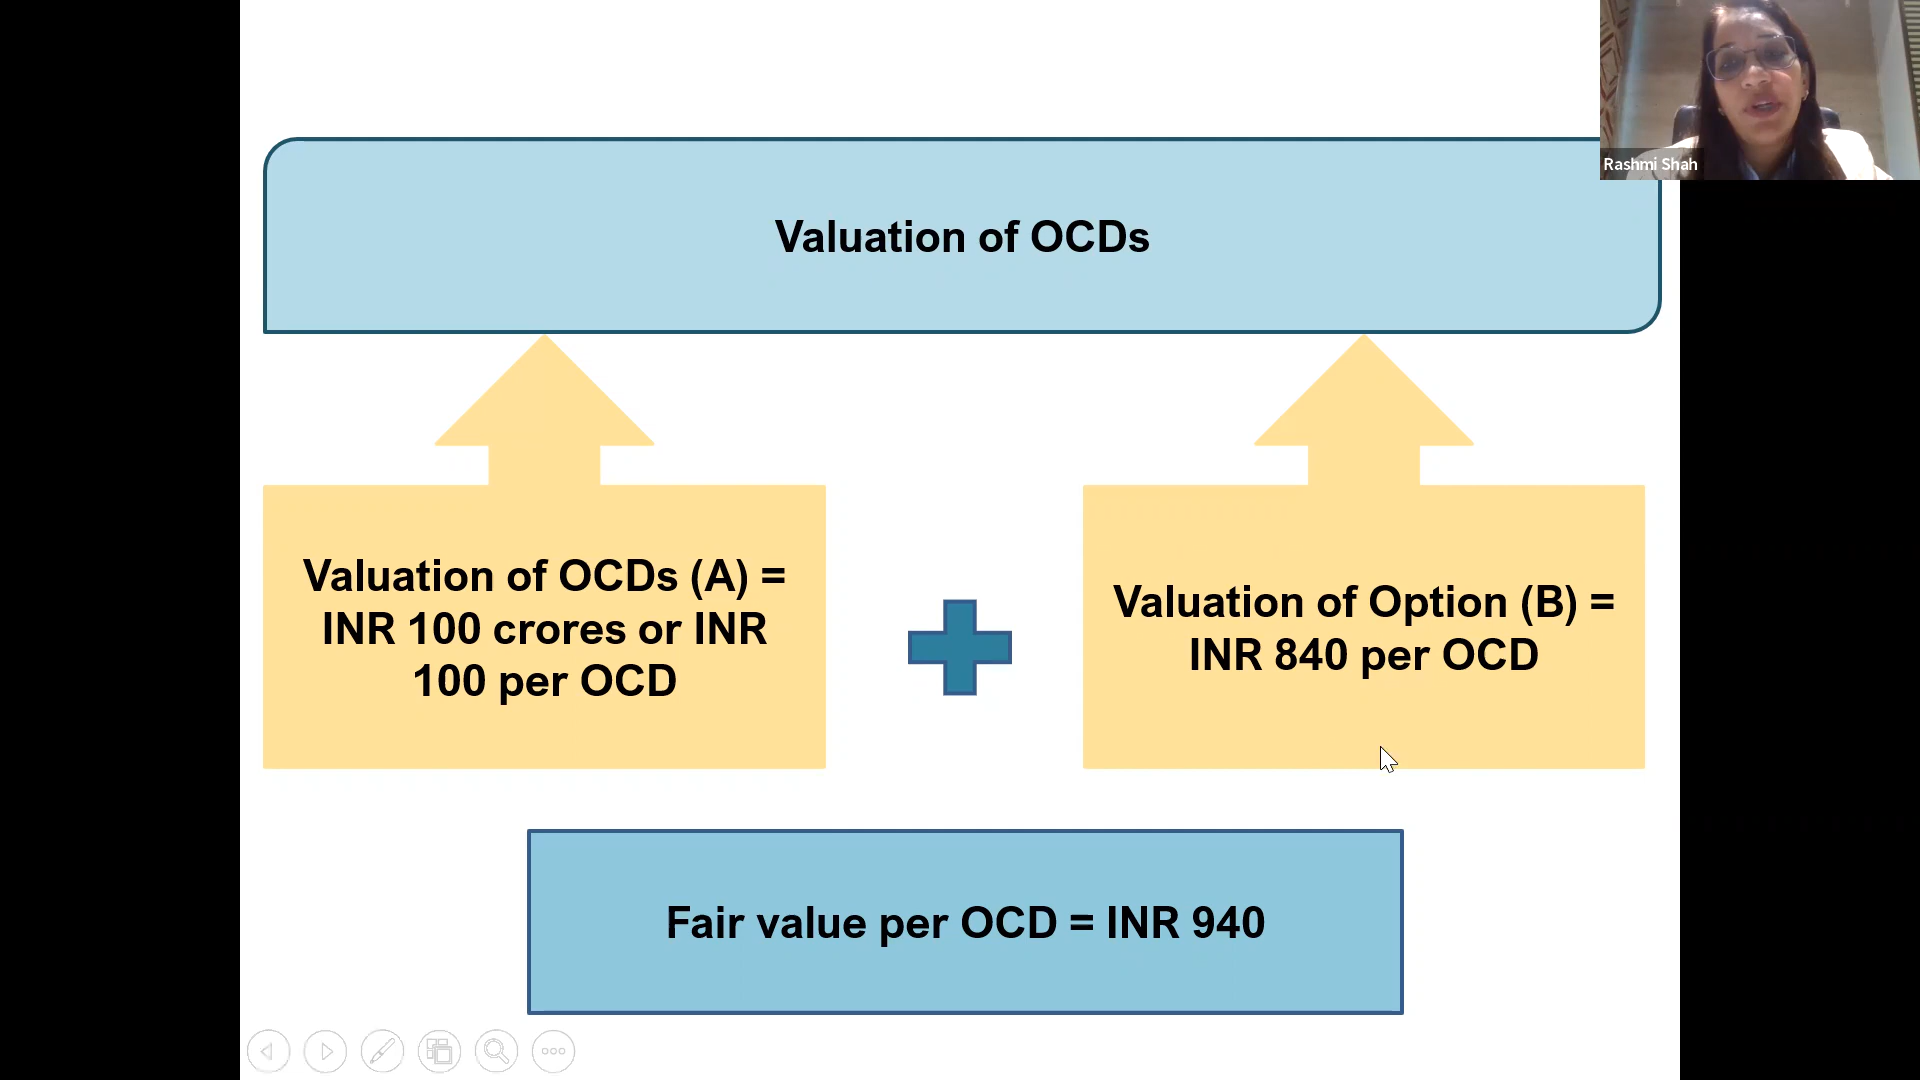 Rashmi Shah
Valuation of OCDs
Valuation of OCDs (A) =
INR 100 crores or INR
100 per OCD
Valuation of Option (B) =
INR 840 per OCD
Fair value per OCD = INR 940